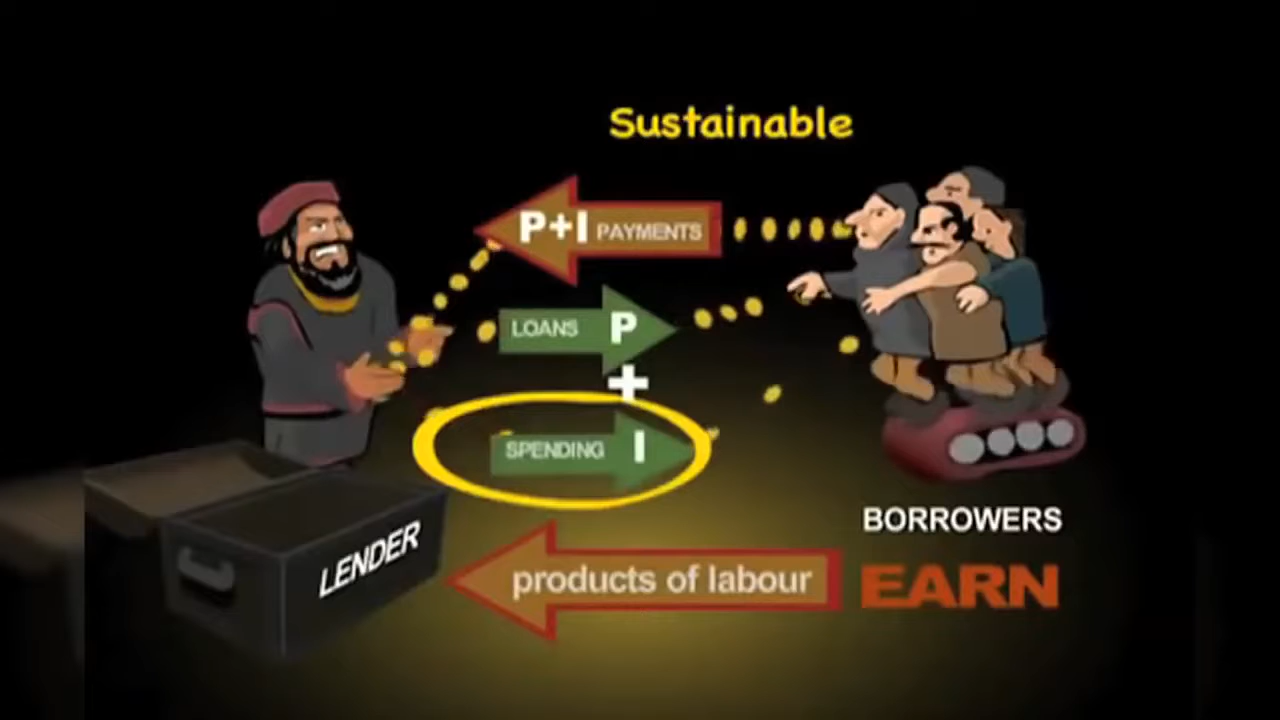 Sustainable
P+I PAYMENTS
LOANS P
+
SPENDING I
LENDER
BORROWERS
products of labour
EARN